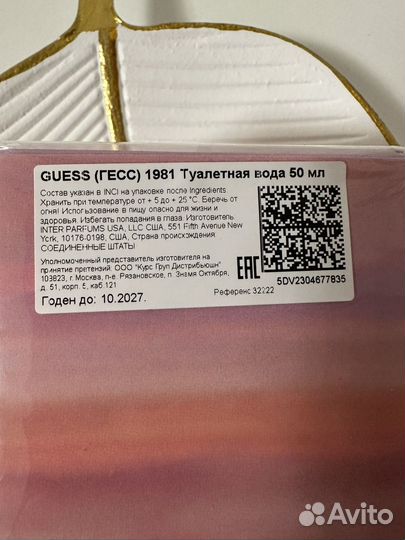 GUESS (ГЕСС) 1981 Туалетная вода 50 мл
Состав указан в INCI на упаковке после Ingredients.
Хранить при температуре от + 5 до + 25 °C. Беречь от
огня! Использование в пищу опасно для жизни и
здоровья. Избегать попадания в глаза. Изготовитель:
INTER PARFUMS USA, LLC США, 551 Fifth Avenue New
York, 10176-0198, США, Страна происхождения:
СОЕДИНЕННЫЕ ШТАТЫ
Уполномоченный представитель изготовителя на
принятие претензий: ООО "Курс Груп Дистрибьюшн"
108823, г. Москва, п-е. Рязановское, п. Знамя Октября,
д. 31, корп. 5, каб.121
Годен до: 10.2027.
EAC
5DV2304677835
Референс 32222
Avito